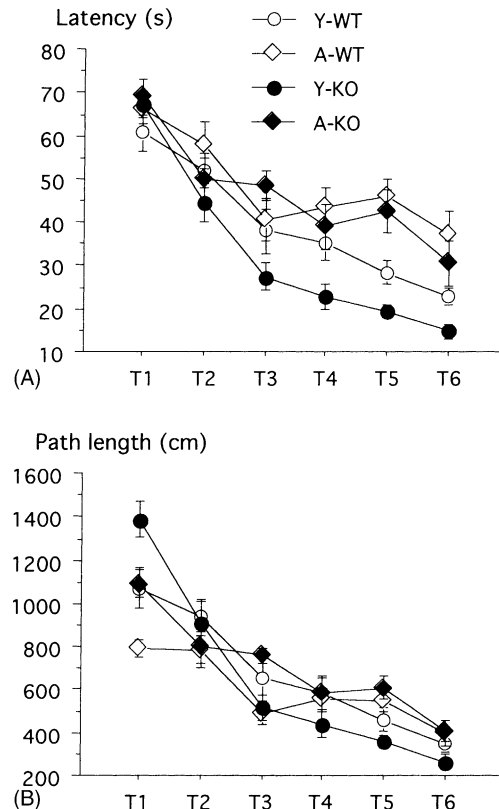 Latency (s)
Y-WT
A-WT
Y-KO
A-KO
80
70
60
50
40
30
20
10
(A)
T1 T2 T3 T4 T5 T6
Path length (cm)
1600
1400
1200
1000
800
600
400
200
(B)
T1 T2 T3 T4 T5 T6